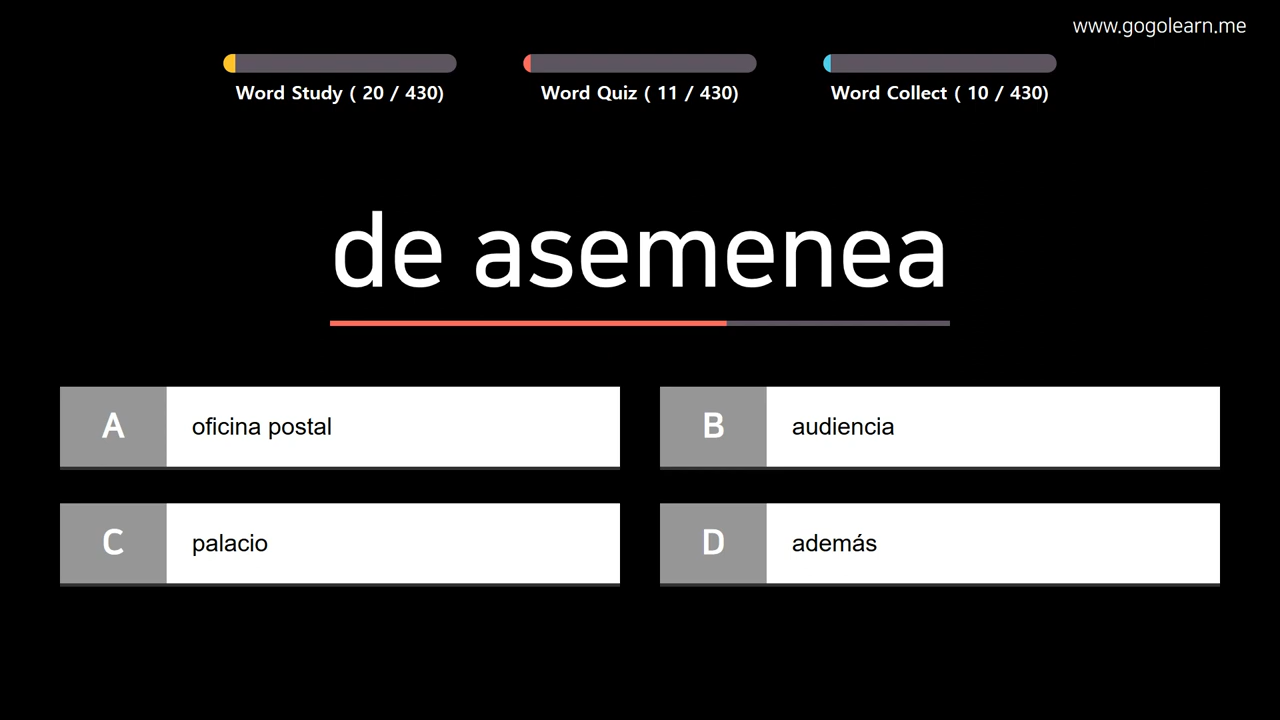 www.gogolearn.me
Word Study ( 20 / 430)
Word Quiz ( 11 / 430)
Word Collect ( 10 / 430)
de asemenea
A
oficina postal
B
audiencia
C
palacio
D
además